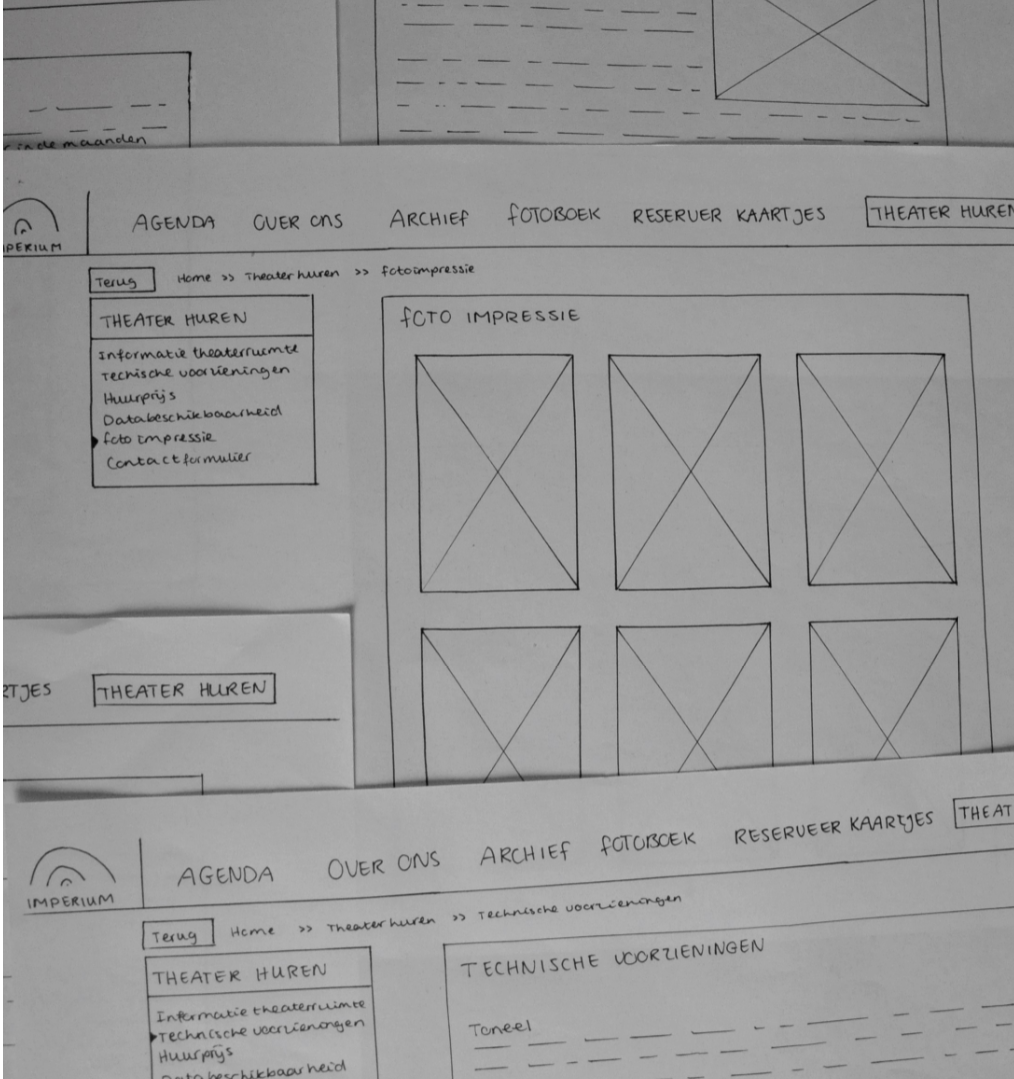 in de maanden
AGENDA OVER ONS ARCHIEF FOTOBOEK RESERVER KAARTJES THEATER HUREN
PERIUM
Terug Home >> Theater huren >> fotoimpressie
THEATER HUREN
FOTO IMPRESSIE
Informatie theaterruimte
Technische voorzieningen
Huurprijs
Databeschikbaarheid
foto impressie
Contactformulier
RTJES THEATER HUREN
IMPERIUM
AGENDA OVER ONS ARCHIEF FOTOBOEK RESERVEER KAARTJES THEAT
Terug Home >> Theater huren >> Technische voorzieningen
THEATER HUREN
TECHNISCHE VOORZIENINGEN
Informatie theaterruimte
Technische voorzieningen
Huurprijs
Databeschikbaarheid
Toneel